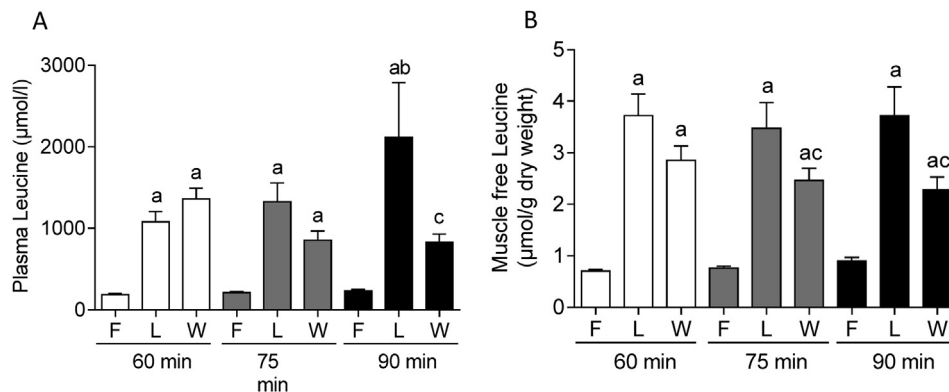 A
Plasma Leucine (µmol/l)
3000
2000
1000
0
a
a
a
a
ab
c
F L W F L W F L W
60 min 75 min 90 min
B
Muscle free Leucine
(µmol/g dry weight)
5
4
3
2
1
0
a
a
a
ac
a
ac
F L W F L W F L W
60 min 75 min 90 min